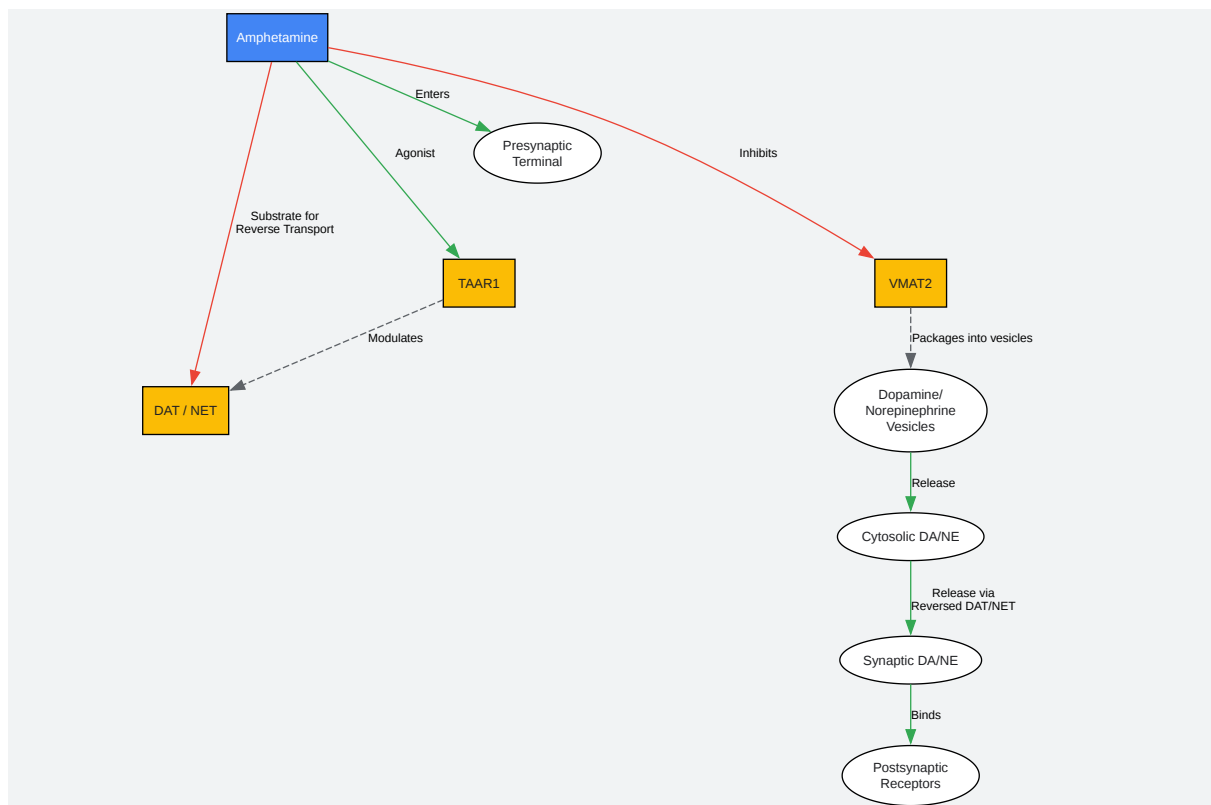 Amphetamine
Enters
Presynaptic
Terminal
Agonist
Inhibits
Substrate for
Reverse Transport
TAAR1
VMAT2
Modulates
Packages into vesicles
DAT / NET
Dopamine/
Norepinephrine
Vesicles
Release
Cytosolic DA/NE
Release via
Reversed DAT/NET
Synaptic DA/NE
Binds
Postsynaptic
Receptors